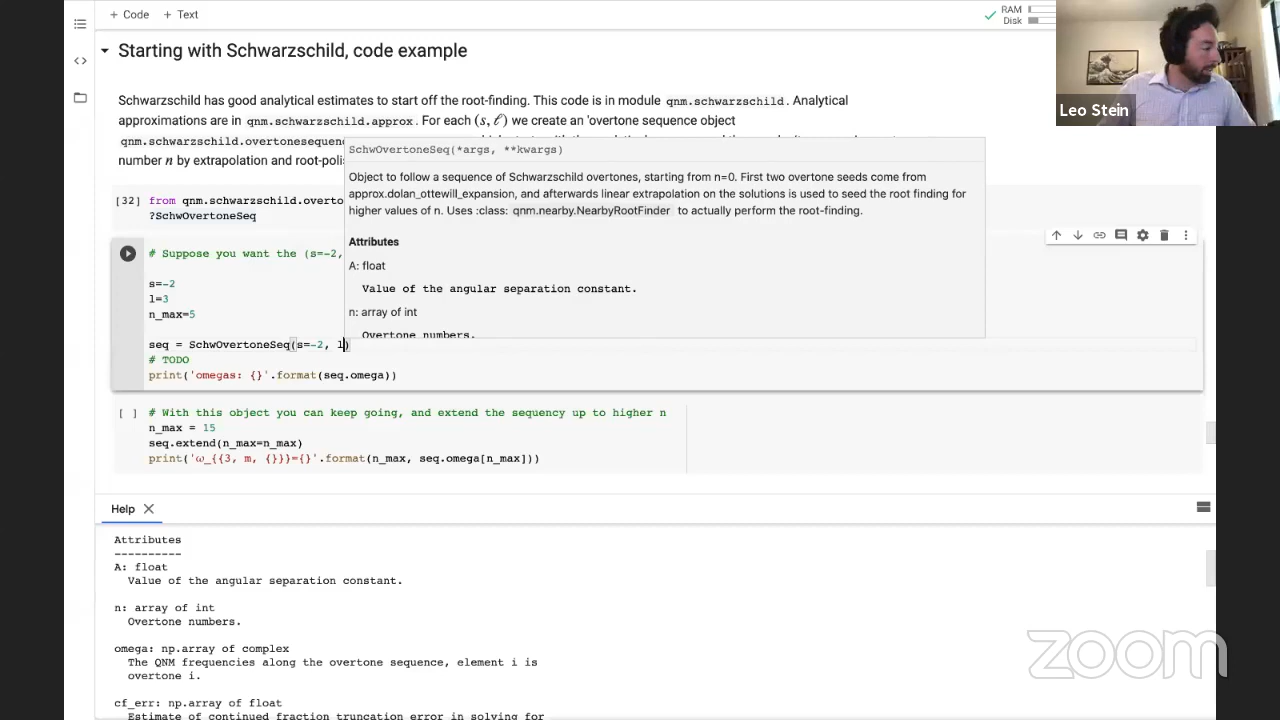 + Code + Text
RAM
Disk
Leo Stein
Starting with Schwarzschild, code example
Schwarzschild has good analytical estimates to start off the root-finding. This code is in module qnm.schwarzschild. Analytical
approximations are in qnm.schwarzschild.approx. For each (s, ℓ) we create an 'overtone sequence object
qnm.schwarzschild.overtonesequenc
number n by extrapolation and root-polis
SchwOvertoneSeq(*args, **kwargs)
Object to follow a sequence of Schwarzschild overtones, starting from n=0. First two overtone seeds come from
approx.dolan_ottewill_expansion, and afterwards linear extrapolation on the solutions is used to seed the root finding for
higher values of n. Uses :class: qnm.nearby.NearbyRootFinder to actually perform the root-finding.
Attributes
A: float
Value of the angular separation constant.
n: array of int
Overtone numbers.
[32] from qnm.schwarzschild.overto
?SchwOvertoneSeq
# Suppose you want the (s=-2,
s=-2
l=3
n_max=5
seq = SchwOvertoneSeq(s=-2, l)
# TODO
print('omegas: {}'.format(seq.omega))
[ ] # With this object you can keep going, and extend the sequency up to higher n
n_max = 15
seq.extend(n_max=n_max)
print('ω_{{3, m, {}}}={}'.format(n_max, seq.omega[n_max]))
Help
Attributes
----------
A: float
Value of the angular separation constant.
n: array of int
Overtone numbers.
omega: np.array of complex
The QNM frequencies along the overtone sequence, element i is
overtone i.
cf_err: np.array of float
Estimate of continued fraction truncation error in solving for
zoom